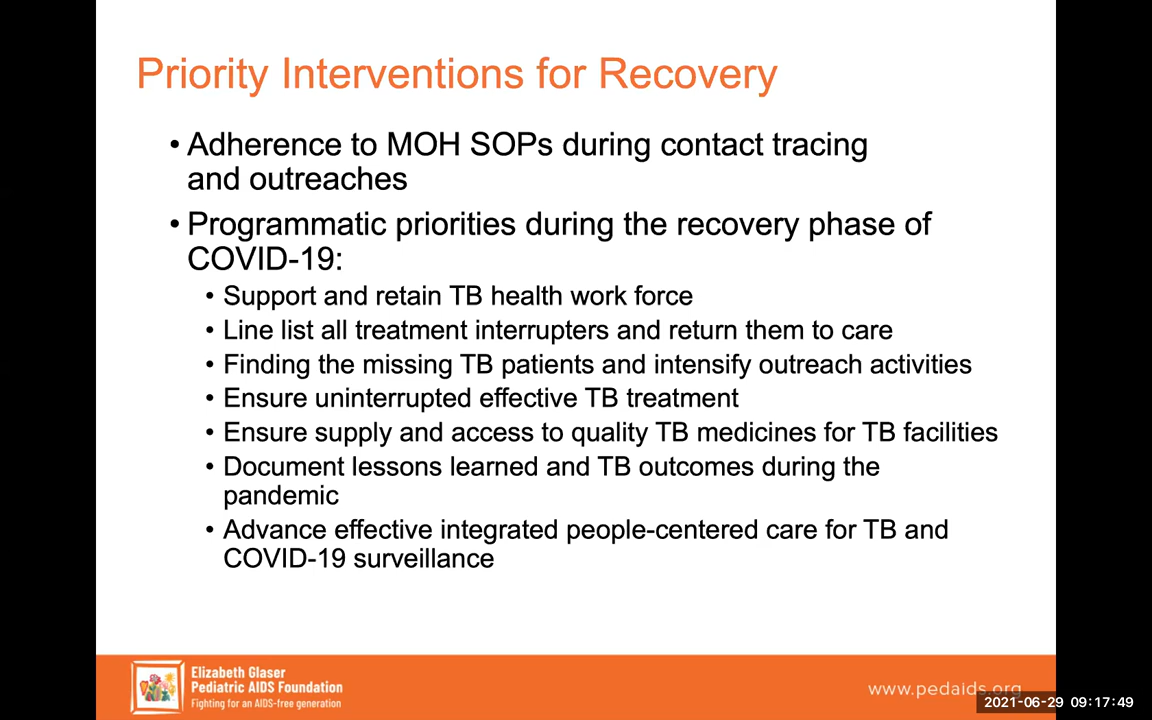 Priority Interventions for Recovery
• Adherence to MOH SOPs during contact tracing
and outreaches
• Programmatic priorities during the recovery phase of
COVID-19:
• Support and retain TB health work force
• Line list all treatment interrupters and return them to care
• Finding the missing TB patients and intensify outreach activities
• Ensure uninterrupted effective TB treatment
• Ensure supply and access to quality TB medicines for TB facilities
• Document lessons learned and TB outcomes during the
pandemic
• Advance effective integrated people-centered care for TB and
COVID-19 surveillance
Elizabeth Glaser
Pediatric AIDS Foundation
Fighting for an AIDS-free generation
www.pedaids.org
2021-06-29 09:17:49